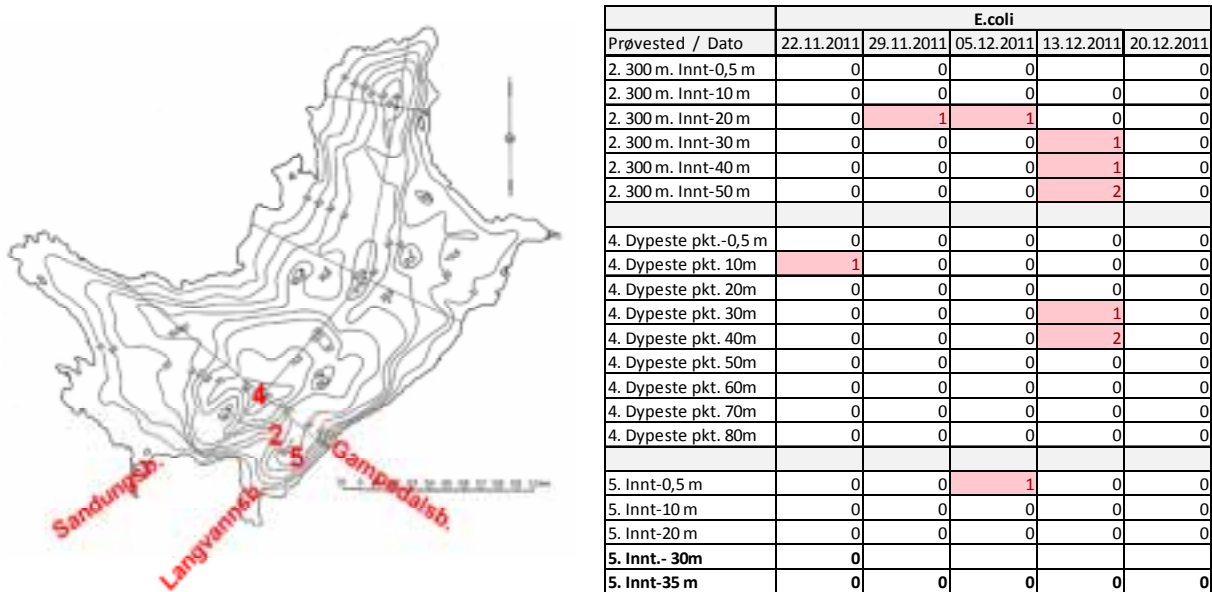 4
2
5
Sandungsb.
Langvannsb.
Gampedalsb.
E.coli
Prøvested / Dato 22.11.2011 29.11.2011 05.12.2011 13.12.2011 20.12.2011
2. 300 m. Innt-0,5 m 0 0 0 0
2. 300 m. Innt-10 m 0 0 0 0 0
2. 300 m. Innt-20 m 0 1 1 0 0
2. 300 m. Innt-30 m 0 0 0 1 0
2. 300 m. Innt-40 m 0 0 0 1 0
2. 300 m. Innt-50 m 0 0 0 2 0
4. Dypeste pkt.-0,5 m 0 0 0 0 0
4. Dypeste pkt. 10m 1 0 0 0 0
4. Dypeste pkt. 20m 0 0 0 0 0
4. Dypeste pkt. 30m 0 0 0 1 0
4. Dypeste pkt. 40m 0 0 0 2 0
4. Dypeste pkt. 50m 0 0 0 0 0
4. Dypeste pkt. 60m 0 0 0 0 0
4. Dypeste pkt. 70m 0 0 0 0 0
4. Dypeste pkt. 80m 0 0 0 0 0
5. Innt-0,5 m 0 0 1 0 0
5. Innt-10 m 0 0 0 0 0
5. Innt-20 m 0 0 0 0 0
5. Innt.- 30m 0
5. Innt-35 m 0 0 0 0 0